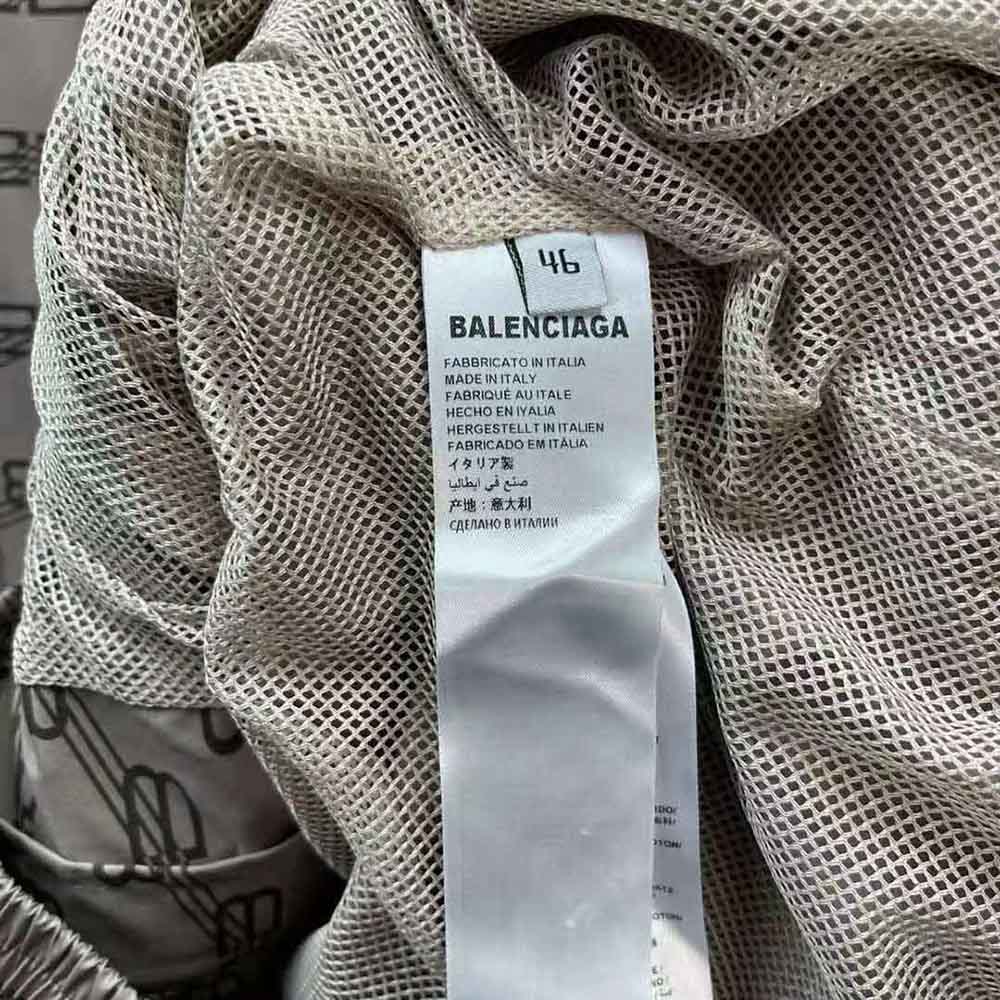 46
BALENCIAGA
FABBRICATO IN ITALIA
MADE IN ITALY
FABRIQUÉ AU ITALE
HECHO EN IYALIA
HERGESTELLT IN ITALIEN
FABRICADO EM ITÁLIA
イタリア製
صنع في ايطاليا
产地：意大利
СДЕЛАНО В ИТАЛИИ